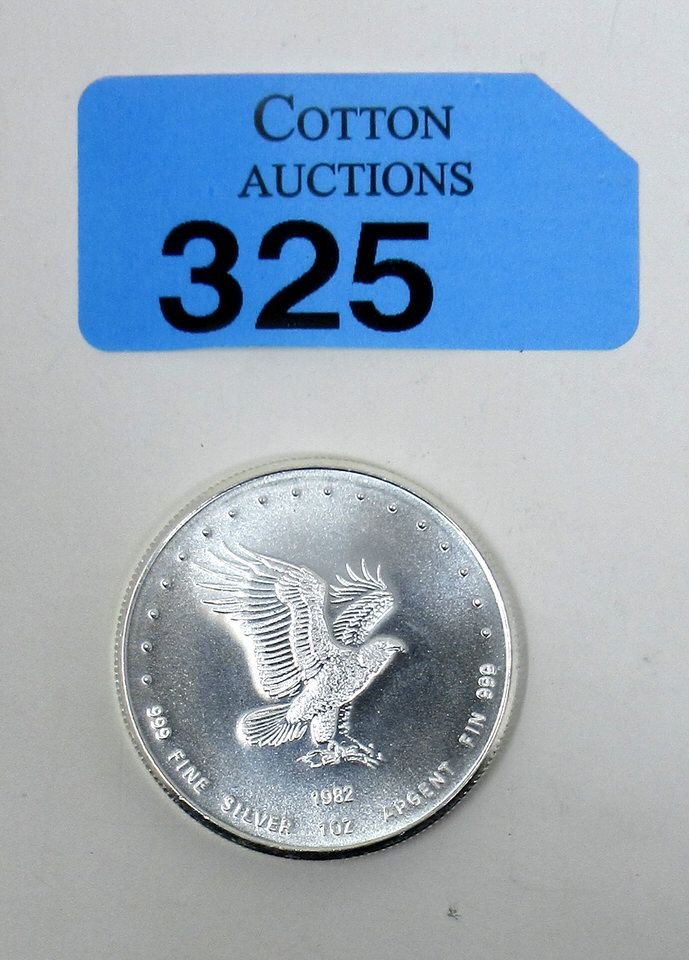 COTTON
AUCTIONS
325
1982
999 FINE SILVER 1OZ ARGENT FIN 999